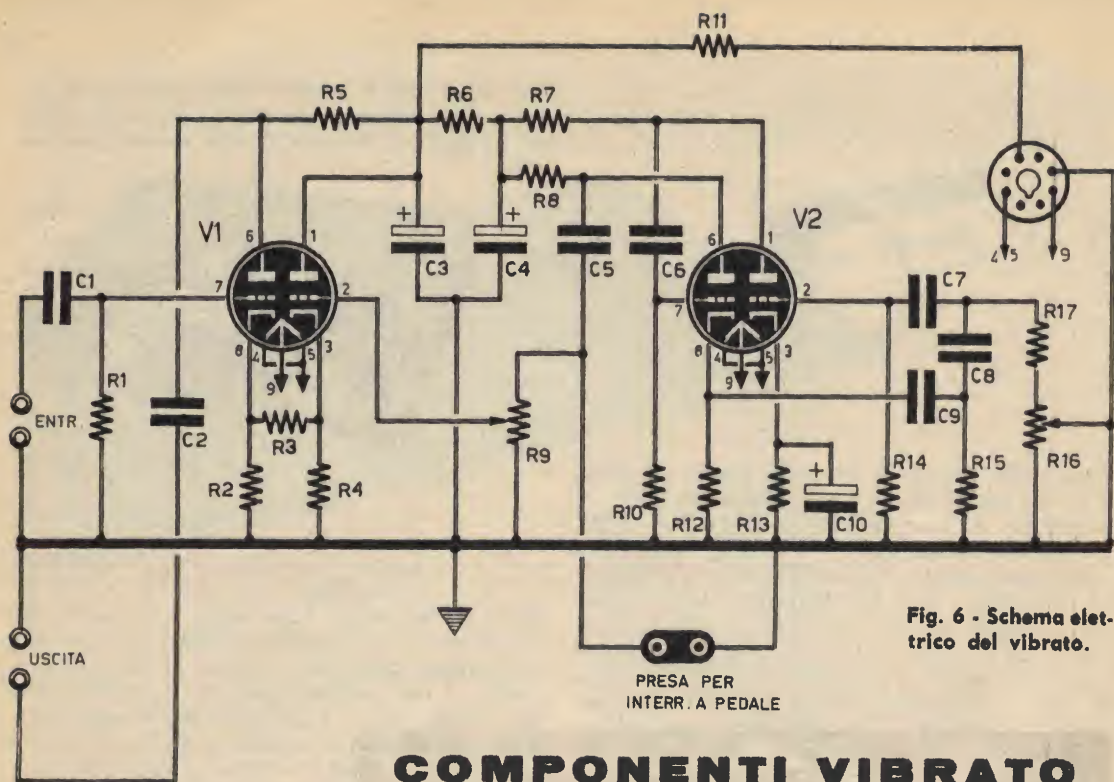 R11
R5
R6
R7
R8
V1
V2
6
1
C3
C4
C5
C6
6
1
4
5
9
C1
7
2
7
2
C7
R17
C8
8
4
5
3
9
8
4
5
3
9
ENTR.
R1
C2
R3
R9
C9
R16
R2
R4
R10
R12
R13
C10
R14
R15
USCITA
PRESA PER
INTERR. A PEDALE
Fig. 6 - Schema elet-
trico del vibrato.
COMPONENTI VIBRATO